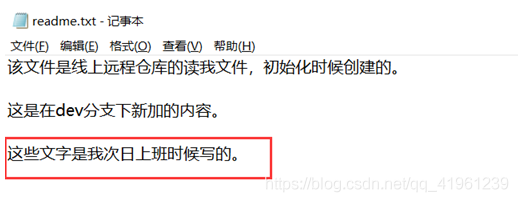 readme.txt - 记事本
文件(F) 编辑(E) 格式(O) 查看(V) 帮助(H)
该文件是线上远程仓库的读我文件，初始化时候创建的。
这是在dev分支下新加的内容。
这些文字是我次日上班时候写的。
https://blog.csdn.net/qq_41961239